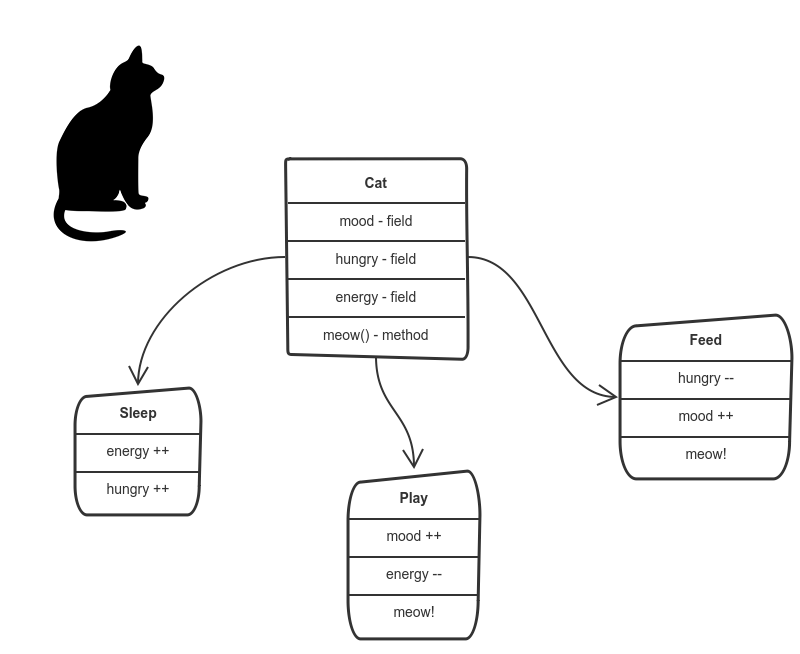 Cat
mood - field
hungry - field
energy - field
meow() - method
Sleep
energy ++
hungry ++
Play
mood ++
energy --
meow!
Feed
hungry --
mood ++
meow!